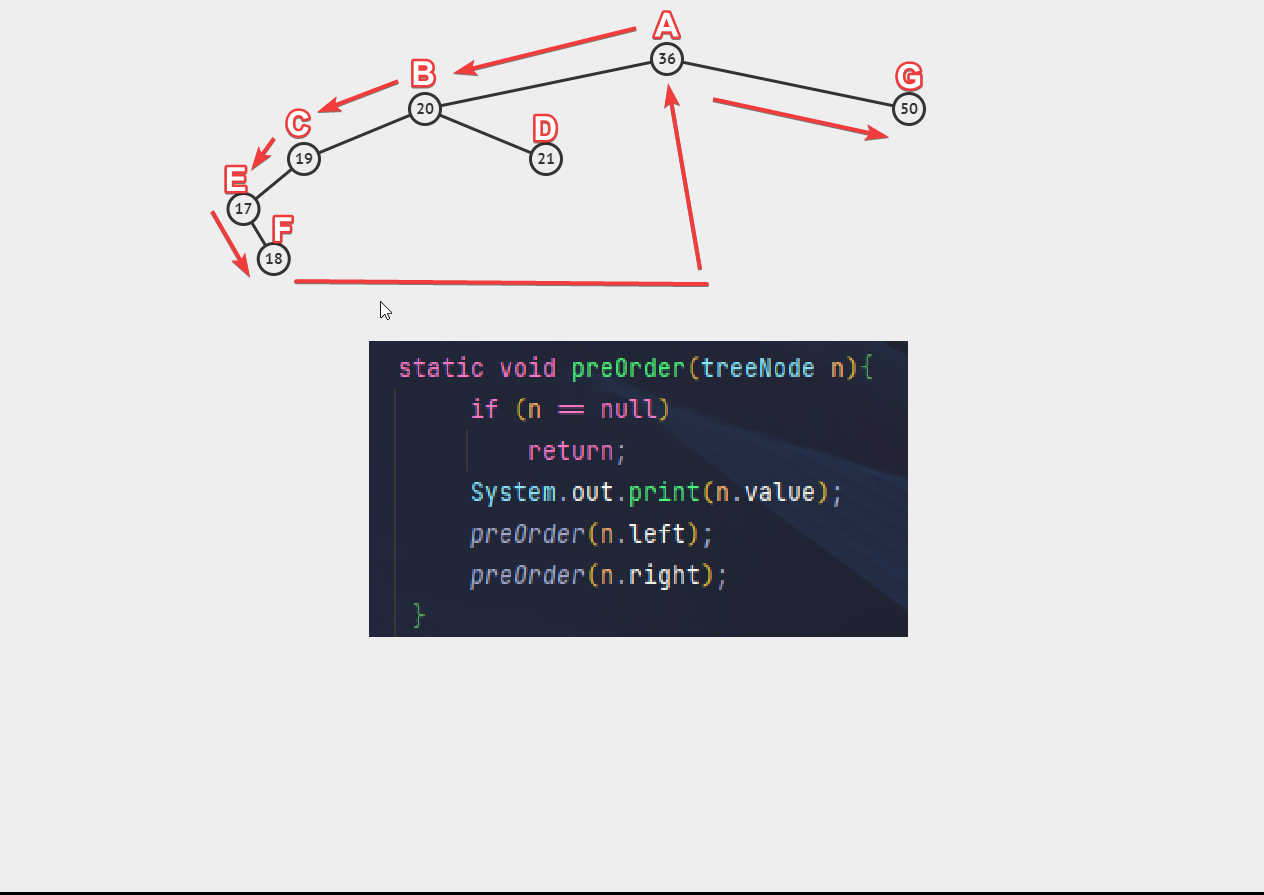 A
36
B
20
G
50
C
19
D
21
E
17
F
18
static void preOrder(treeNode n){
if (n == null)
return;
System.out.print(n.value);
preOrder(n.left);
preOrder(n.right);
}